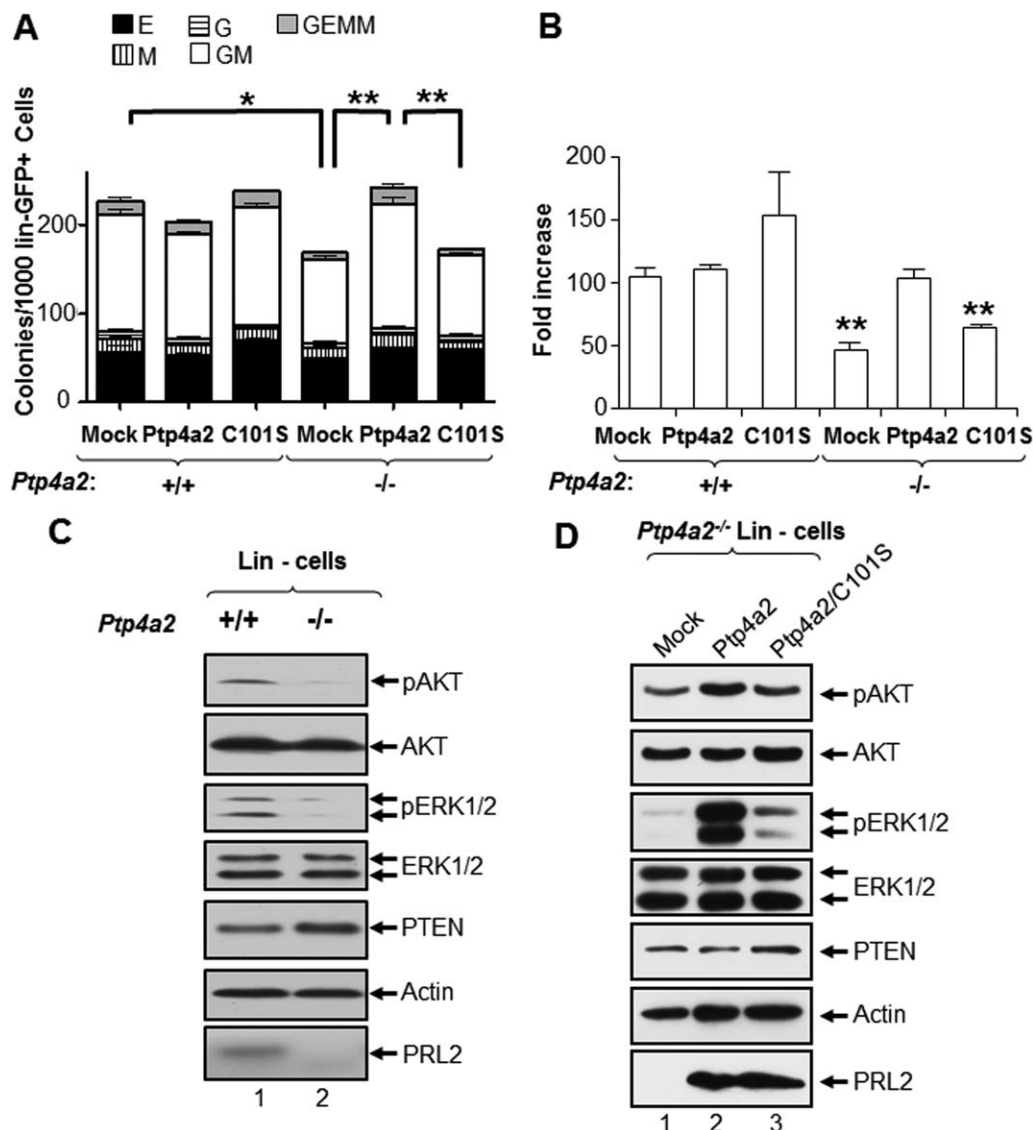 A
E G GEMM
M GM
Colonies/1000 lin-GFP+ Cells
* ** **
200
100
0
Mock Ptp4a2 C101S Mock Ptp4a2 C101S
Ptp4a2: +/+ -/-
B
Fold increase
200
150
100
50
0
** **
Mock Ptp4a2 C101S Mock Ptp4a2 C101S
Ptp4a2: +/+ -/-
C
Lin - cells
Ptp4a2 +/+ -/-
pAKT
AKT
pERK1/2
ERK1/2
PTEN
Actin
PRL2
1 2
D
Ptp4a2-/- Lin - cells
Mock Ptp4a2 Ptp4a2/C101S
pAKT
AKT
pERK1/2
ERK1/2
PTEN
Actin
PRL2
1 2 3